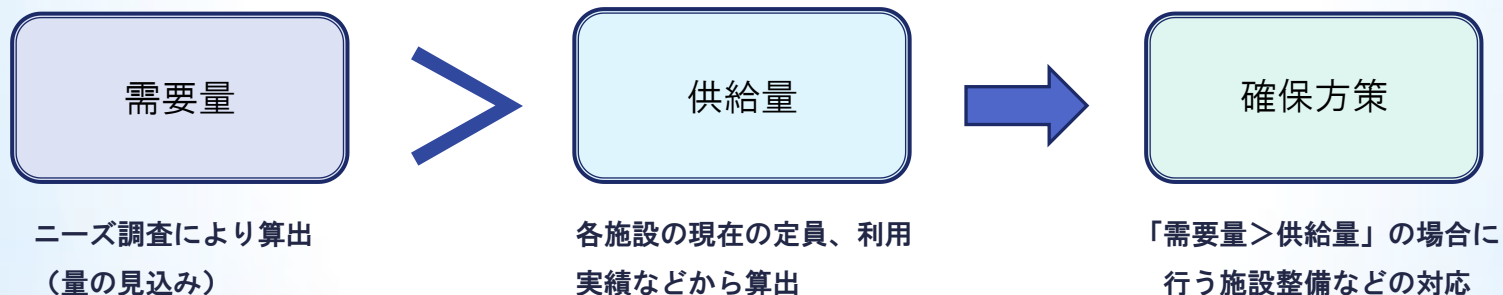 需要量
供給量
確保方策
ニーズ調査により算出
（量の見込み）
各施設の現在の定員、利用
実績などから算出
「需要量＞供給量」の場合に
行う施設整備などの対応